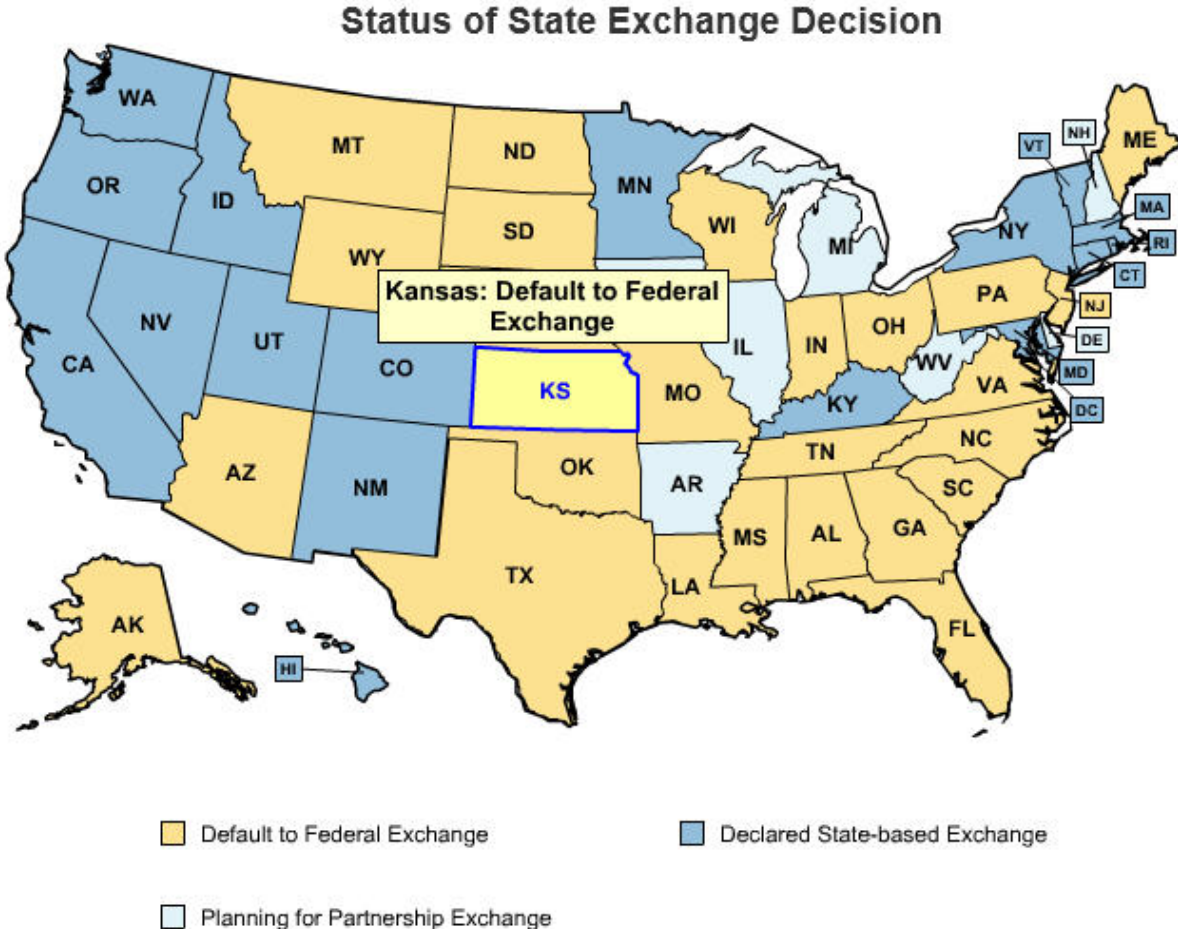 Status of State Exchange Decision
WA
MT
ND
MN
VT
NH
ME
OR
ID
SD
WI
MI
NY
MA
RI
CT
WY
Kansas: Default to Federal
Exchange
PA
NJ
NV
UT
CO
IL
IN
OH
DE
CA
KS
MO
WV
VA
MD
KY
DC
AZ
NM
OK
AR
TN
NC
SC
TX
LA
MS
AL
GA
AK
HI
FL
Default to Federal Exchange
Declared State-based Exchange
Planning for Partnership Exchange